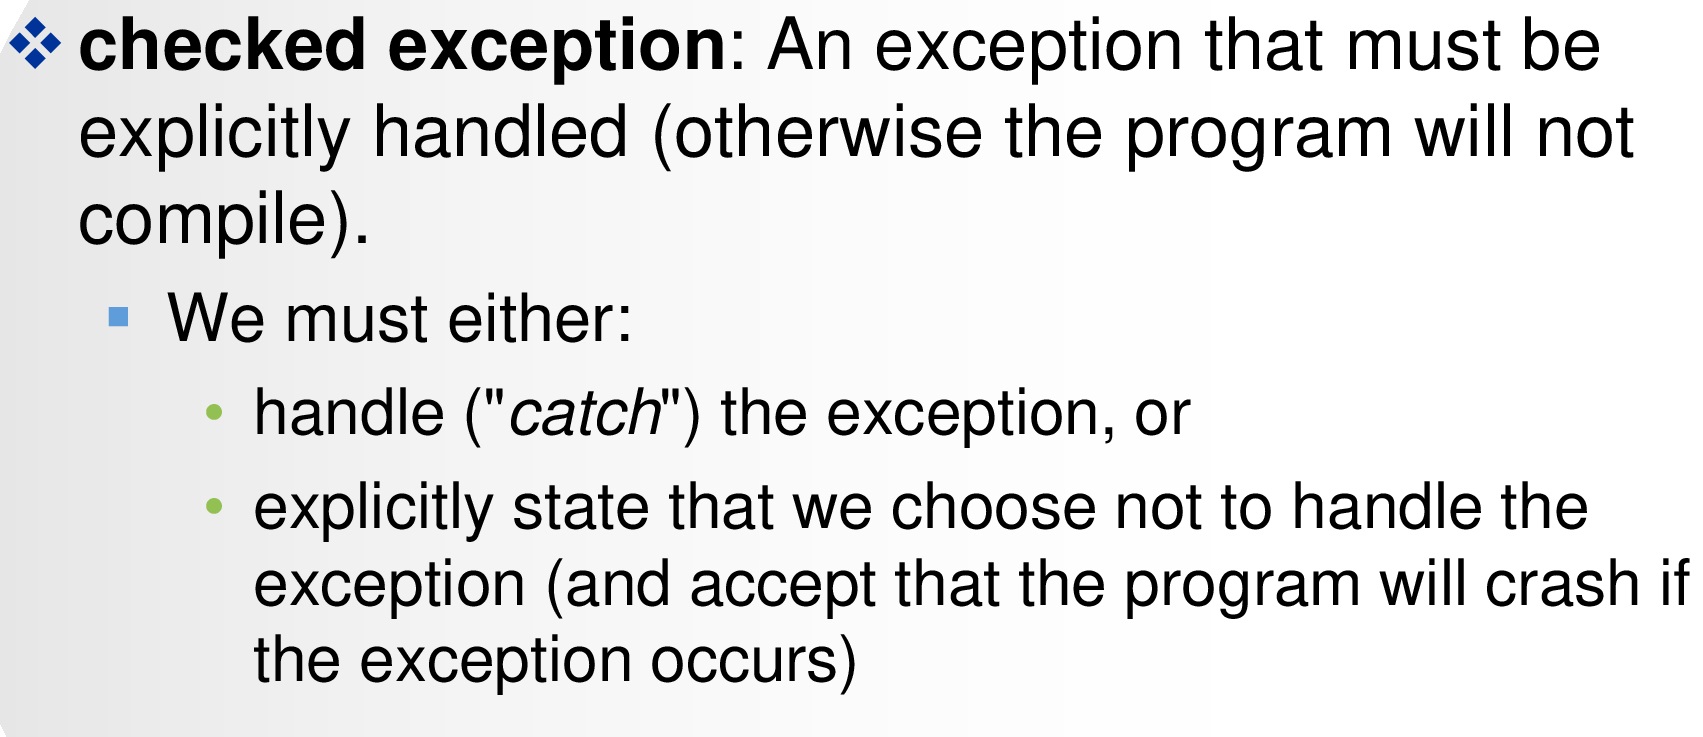 checked exception: An exception that must be
explicitly handled (otherwise the program will not
compile).
We must either:
handle ("catch") the exception, or
explicitly state that we choose not to handle the
exception (and accept that the program will crash if
the exception occurs)